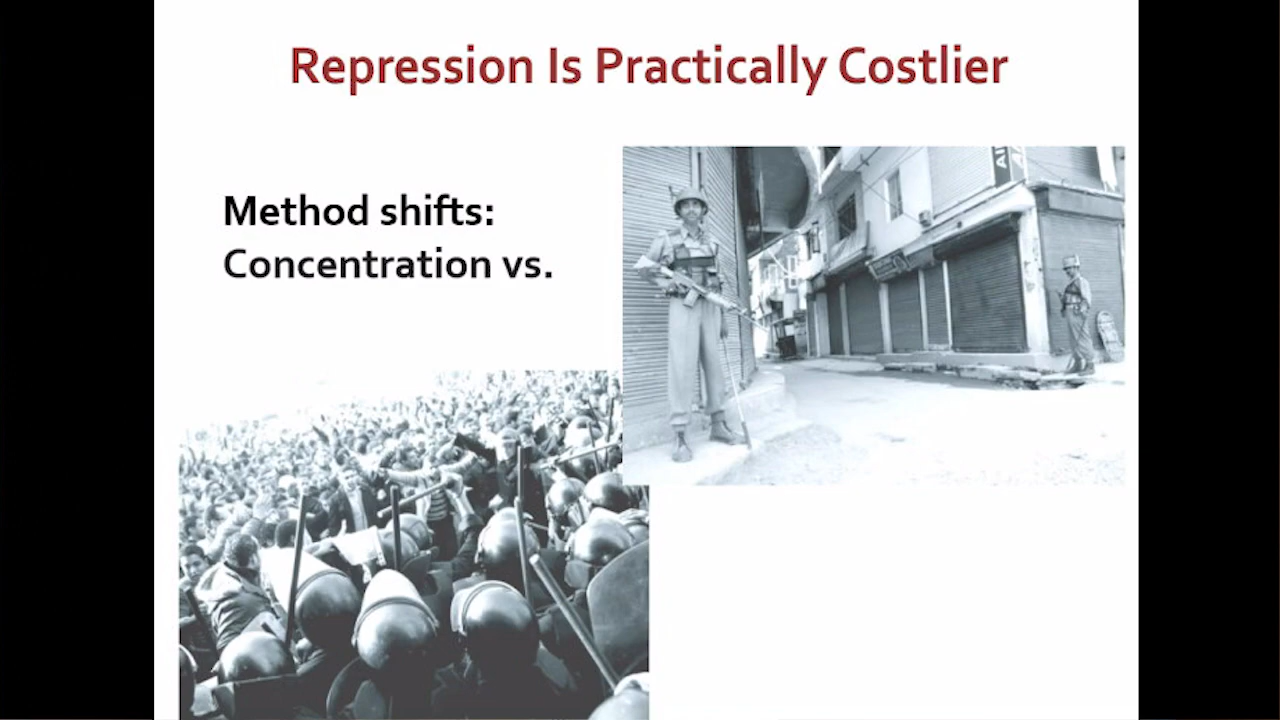 Repression Is Practically Costlier
Method shifts:
Concentration vs.